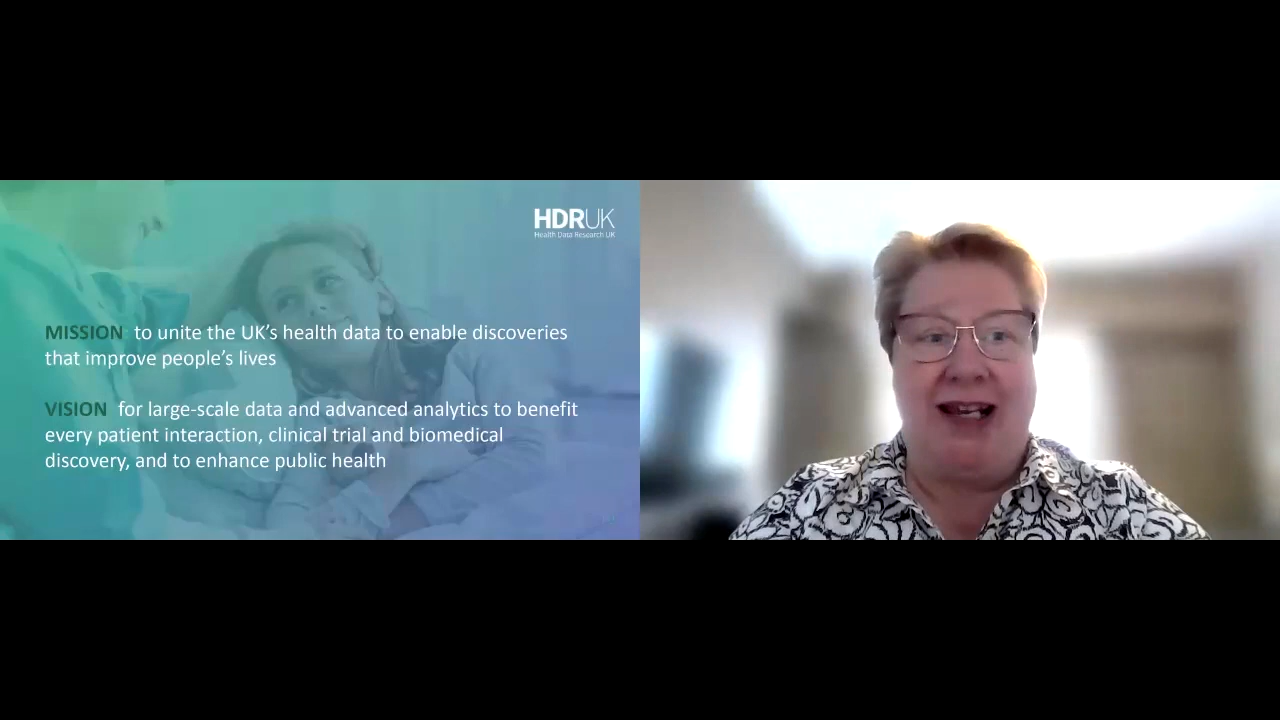 HDRUK
Health Data Research UK
MISSION to unite the UK's health data to enable discoveries
that improve people's lives
VISION for large-scale data and advanced analytics to benefit
every patient interaction, clinical trial and biomedical
discovery, and to enhance public health